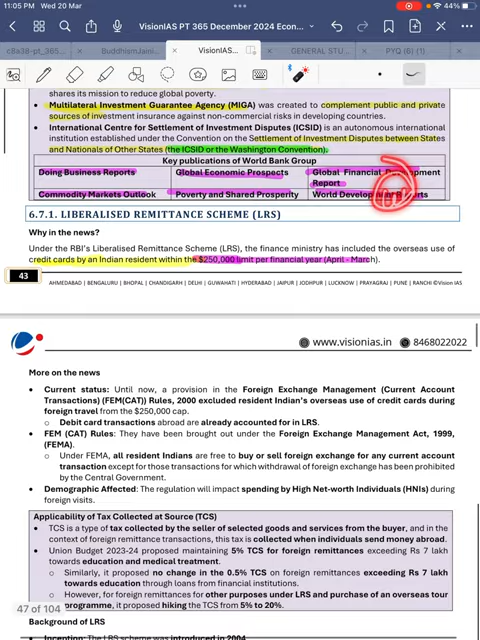 11:05 PM Wed 20 Mar
44%
VisionIAS PT 365 December 2024 Econ...
c8a38-pt_365...
BuddhismJaini...
VisionIAS...
GENERAL STU...
PYQ (6) (1)
shares its mission to reduce global poverty.
• Multilateral Investment Guarantee Agency (MIGA) was created to complement public and private
sources of investment insurance against non-commercial risks in developing countries.
• International Centre for Settlement of Investment Disputes (ICSID) is an autonomous international
institution established under the Convention on the Settlement of Investment Disputes between States
and Nationals of Other States (the ICSID or the Washington Convention).
Key publications of World Bank Group
Doing Business Reports Global Economic Prospects Global Financial Development
Report
Commodity Markets Outlook Poverty and Shared Prosperity World Development Reports
6.7.1. LIBERALISED REMITTANCE SCHEME (LRS)
Why in the news?
Under the RBI's Liberalised Remittance Scheme (LRS), the finance ministry has included the overseas use of
credit cards by an Indian resident within the $250,000 limit per financial year (April - March).
43
AHMEDABAD | BENGALURU | BHOPAL | CHANDIGARH | DELHI | GUWAHATI | HYDERABAD | JAIPUR | JODHPUR | LUCKNOW | PRAYAGRAJ | PUNE | RANCHI ©Vision IAS
www.visionias.in 8468022022
More on the news
• Current status: Until now, a provision in the Foreign Exchange Management (Current Account
Transactions) (FEM(CAT)) Rules, 2000 excluded resident Indian's overseas use of credit cards during
foreign travel from the $250,000 cap.
o Debit card transactions abroad are already accounted for in LRS.
• FEM (CAT) Rules: They have been brought out under the Foreign Exchange Management Act, 1999,
(FEMA).
o Under FEMA, all resident Indians are free to buy or sell foreign exchange for any current account
transaction except for those transactions for which withdrawal of foreign exchange has been prohibited
by the Central Government.
• Demographic Affected: The regulation will impact spending by High Net-worth Individuals (HNIs) during
foreign visits.
Applicability of Tax Collected at Source (TCS)
• TCS is a type of tax collected by the seller of selected goods and services from the buyer, and in the
context of foreign remittance transactions, this tax is collected when individuals send money abroad.
• Union Budget 2023-24 proposed maintaining 5% TCS for foreign remittances exceeding Rs 7 lakh
towards education and medical treatment.
o Similarly, it proposed no change in the 0.5% TCS on foreign remittances exceeding Rs 7 lakh
towards education through loans from financial institutions.
o However, for foreign remittances for other purposes under LRS and purchase of an overseas tour
programme, it proposed hiking the TCS from 5% to 20%.
47 of 104
Background of LRS
• Inception: The LRS scheme was introduced in 2004